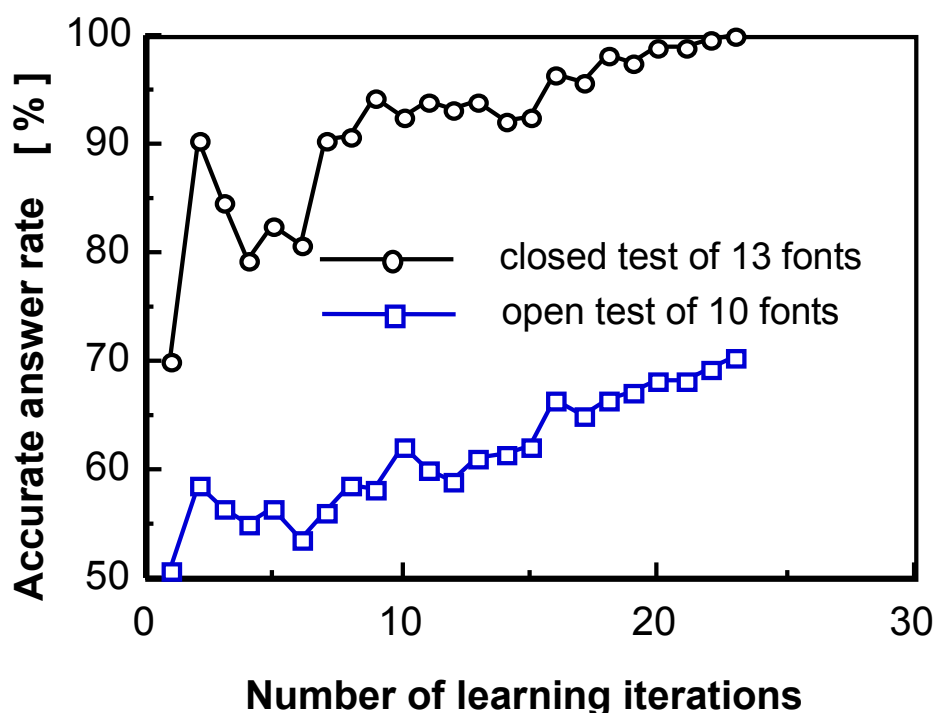 100
90
80
70
60
50
0
10
20
30
Accurate answer rate [ % ]
closed test of 13 fonts
open test of 10 fonts
Number of learning iterations